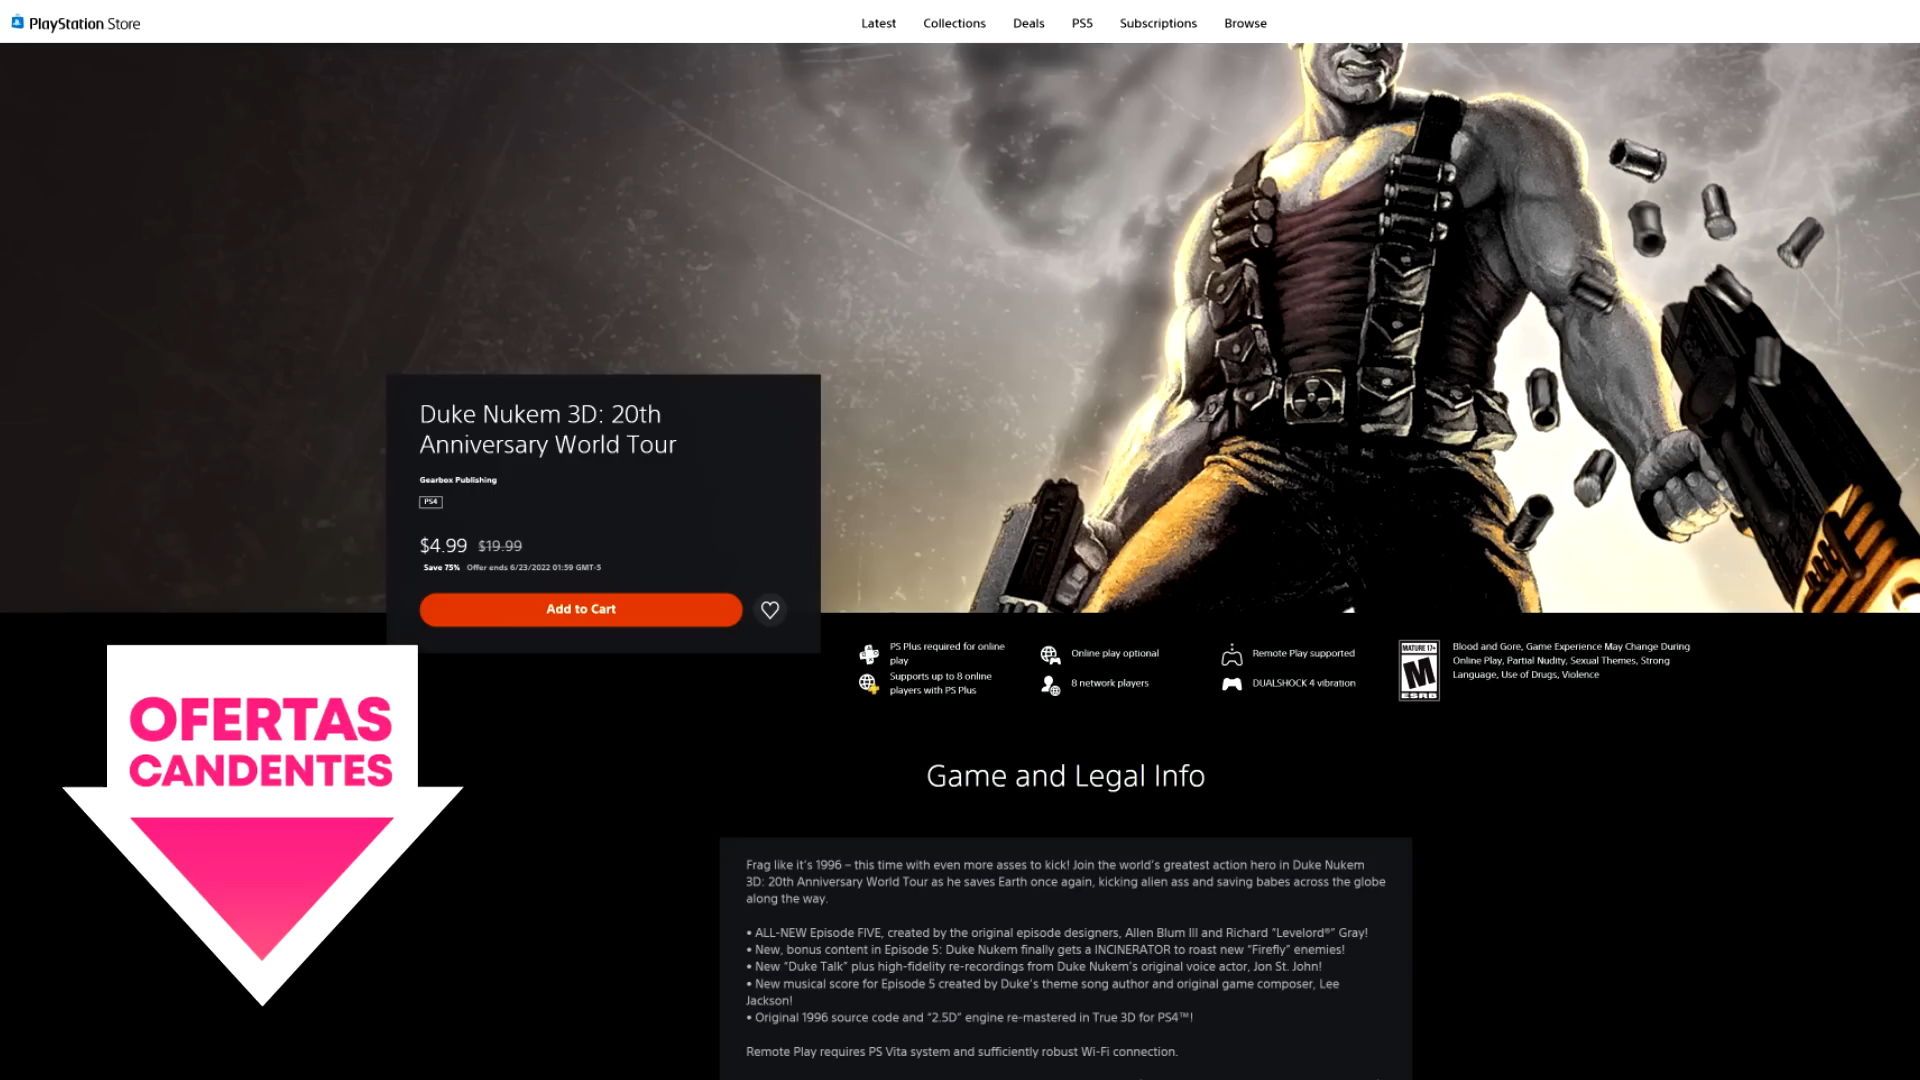 PlayStation Store
Latest
Collections
Deals
PS5
Subscriptions
Browse
Duke Nukem 3D: 20th
Anniversary World Tour
Gearbox Publishing
PS4
$4.99 $19.99
Save 75% Offer ends 6/23/2022 01:59 GMT-5
Add to Cart
PS Plus required for online
play
Supports up to 8 online
players with PS Plus
Online play optional
8 network players
Remote Play supported
DUALSHOCK 4 vibration
MATURE 17+
M
ESRB
Blood and Gore, Game Experience May Change During
Online Play, Partial Nudity, Sexual Themes, Strong
Language, Use of Drugs, Violence
OFERTAS
CANDENTES
Game and Legal Info
Frag like it's 1996 – this time with even more asses to kick! Join the world's greatest action hero in Duke Nukem
3D: 20th Anniversary World Tour as he saves Earth once again, kicking alien ass and saving babes across the globe
along the way.
• ALL-NEW Episode FIVE, created by the original episode designers, Allen Blum III and Richard "Levelord®" Gray!
• New, bonus content in Episode 5: Duke Nukem finally gets a INCINERATOR to roast new "Firefly" enemies!
• New "Duke Talk" plus high-fidelity re-recordings from Duke Nukem's original voice actor, Jon St. John!
• New musical score for Episode 5 created by Duke's theme song author and original game composer, Lee
Jackson!
• Original 1996 source code and "2.5D" engine re-mastered in True 3D for PS4™!
Remote Play requires PS Vita system and sufficiently robust Wi-Fi connection.